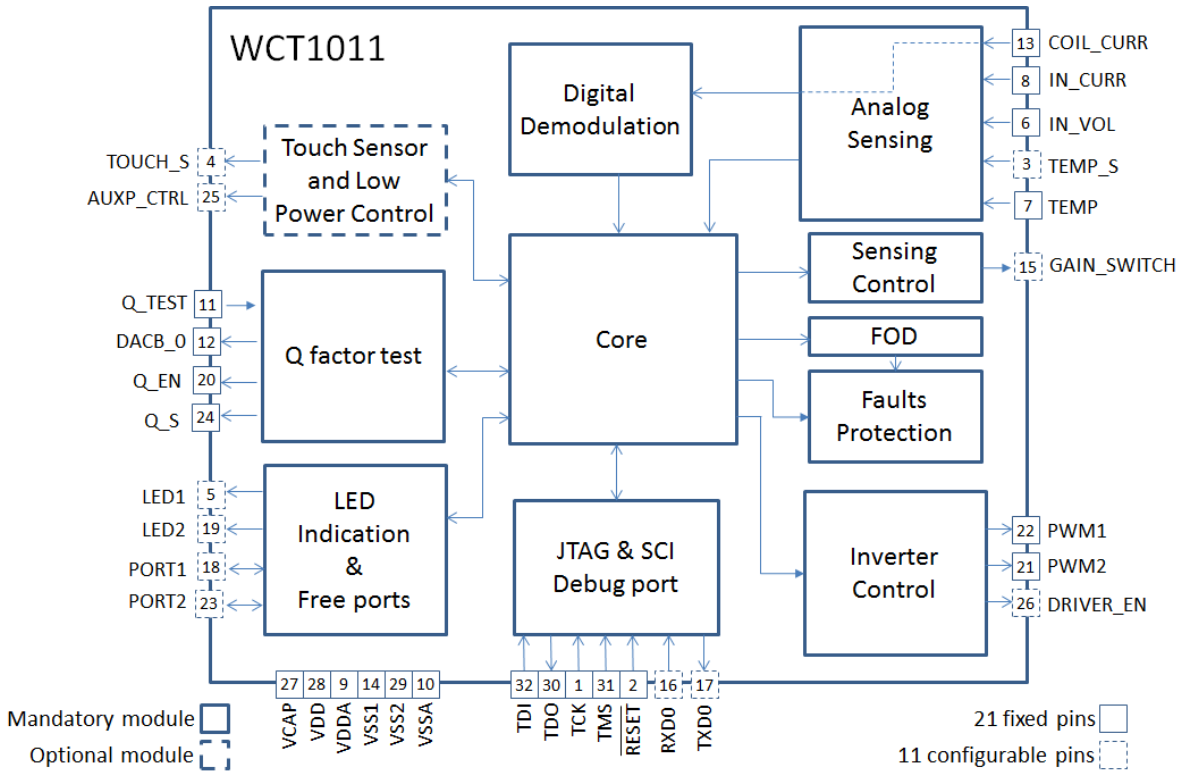 WCT1011
Digital
Demodulation
Analog
Sensing
13 COIL_CURR
8 IN_CURR
6 IN_VOL
3 TEMP_S
7 TEMP
TOUCH_S 4
AUXP_CTRL 25
Touch Sensor
and Low
Power Control
Sensing
Control
15 GAIN_SWITCH
Q_TEST 11
DACB_0 12
Q_EN 20
Q_S 24
Q factor test
Core
FOD
Faults
Protection
LED1 5
LED2 19
PORT1 18
PORT2 23
LED
Indication
&
Free ports
JTAG & SCI
Debug port
Inverter
Control
22 PWM1
21 PWM2
26 DRIVER_EN
27 28 9 14 29 10
VCAP
VDD
VDDA
VSS1
VSS2
VSSA
32 30 1 31 2 16 17
TDI
TDO
TCK
TMS
RESET
RXD0
TXD0
Mandatory module
Optional module
21 fixed pins
11 configurable pins